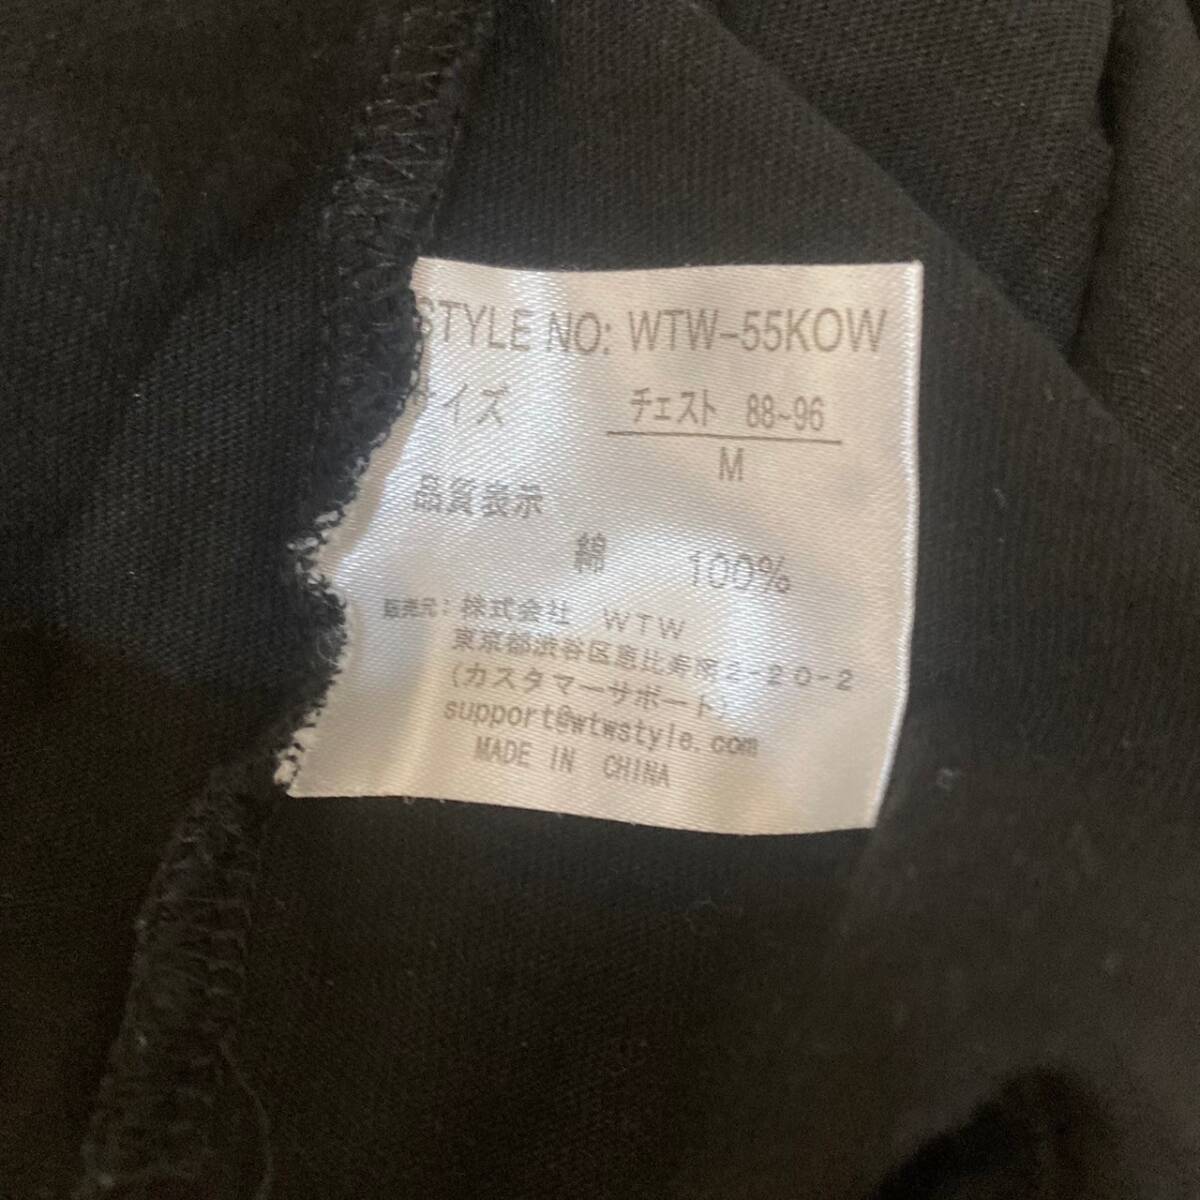 STYLE NO: WTW-55KOW
サイズ チェスト 88~96
M
品質表示
綿 100%
販売元: 株式会社 WTW
東京都渋谷区恵比寿南2-20-2
(カスタマーサポート)
support@wtwstyle.com
MADE IN CHINA